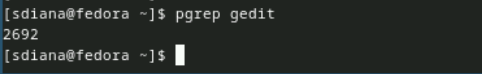 [sdiana@fedora ~]$ pgrep gedit
2692
[sdiana@fedora ~]$